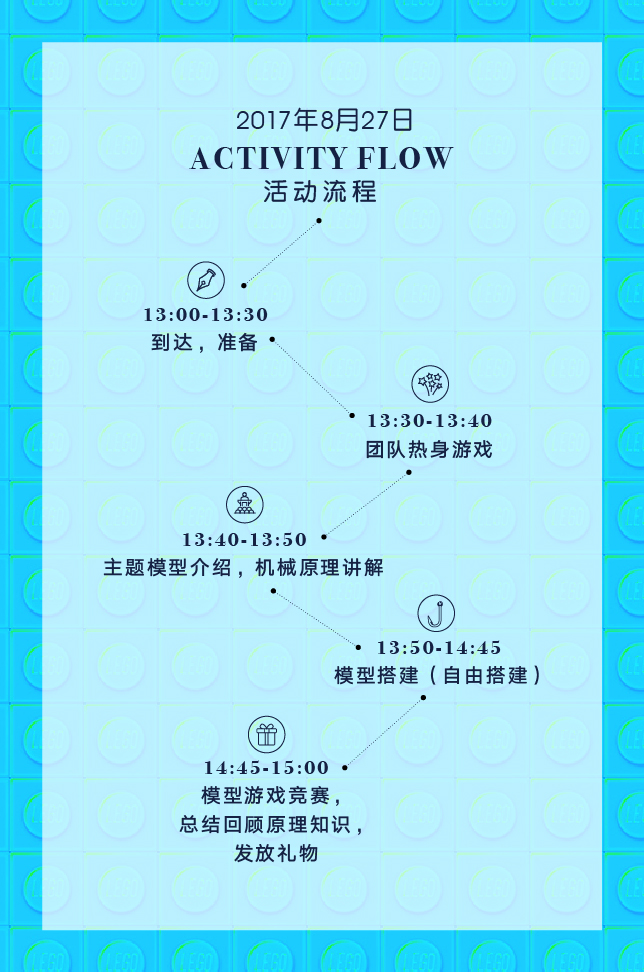 2017年8月27日
ACTIVITY FLOW
活动流程
13:00-13:30
到达，准备
13:30-13:40
团队热身游戏
13:40-13:50
主题模型介绍，机械原理讲解
13:50-14:45
模型搭建（自由搭建）
14:45-15:00
模型游戏竞赛，
总结回顾原理知识，
发放礼物